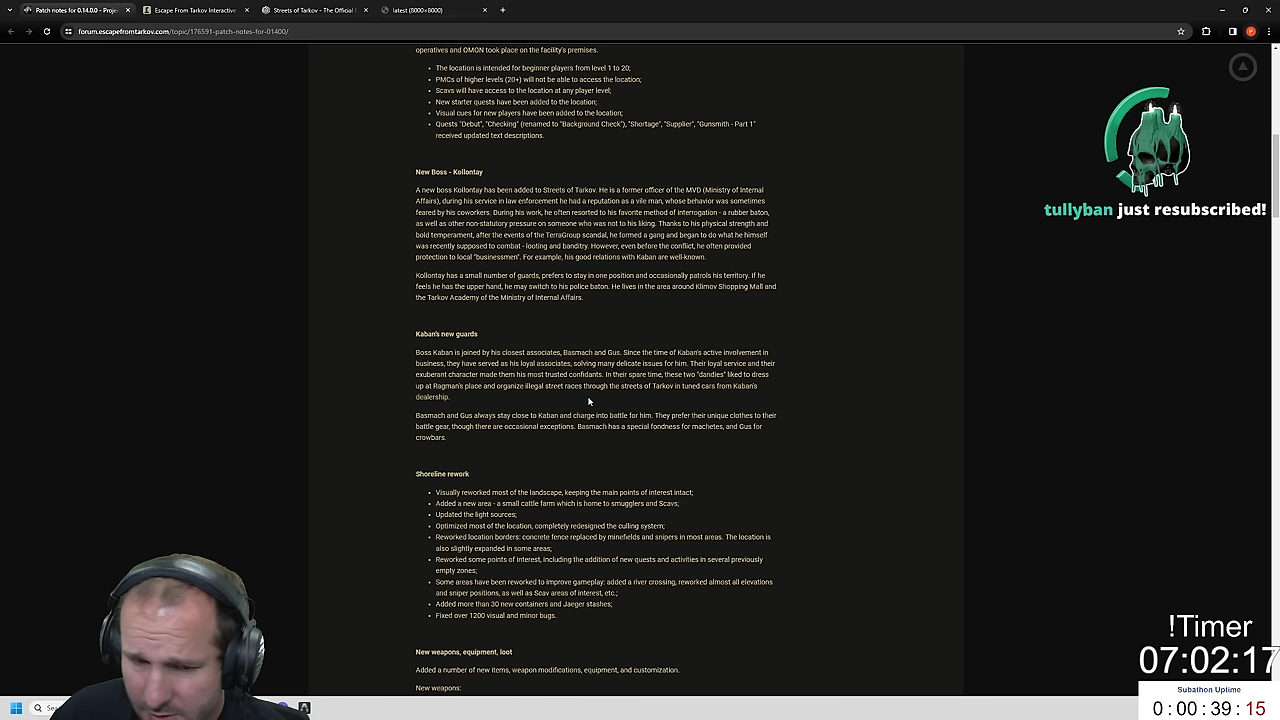 Patch notes for 0.14.0.0 - Proje
Escape From Tarkov Interactive
Streets of Tarkov - The Official
latest (8000×8000)
forum.escapefromtarkov.com/topic/176591-patch-notes-for-01400/
operatives and OMON took place on the facility's premises.
• The location is intended for beginner players from level 1 to 20;
• PMCs of higher levels (20+) will not be able to access the location;
• Scavs will have access to the location at any player level;
• New starter quests have been added to the location;
• Visual cues for new players have been added to the location;
• Quests "Debut", "Checking" (renamed to "Background Check"), "Shortage", "Supplier", "Gunsmith - Part 1"
received updated text descriptions.
New Boss - Kollontay
A new boss Kollontay has been added to Streets of Tarkov. He is a former officer of the MVD (Ministry of Internal
Affairs), during his service in law enforcement he had a reputation as a vile man, whose behavior was sometimes
feared by his coworkers. During his work, he often resorted to his favorite method of interrogation - a rubber baton,
as well as other non-statutory pressure on someone who was not to his liking. Thanks to his physical strength and
bold temperament, after the events of the TerraGroup scandal, he formed a gang and began to do what he himself
was recently supposed to combat - looting and banditry. However, even before the conflict, he often provided
protection to local "businessmen". For example, his good relations with Kaban are well-known.
Kollontay has a small number of guards, prefers to stay in one position and occasionally patrols his territory. If he
feels he has the upper hand, he may switch to his police baton. He lives in the area around Klimov Shopping Mall and
the Tarkov Academy of the Ministry of Internal Affairs.
Kaban's new guards
Boss Kaban is joined by his closest associates, Basmach and Gus. Since the time of Kaban's active involvement in
business, they have served as his loyal associates, solving many delicate issues for him. Their loyal service and their
exuberant character made them his most trusted confidants. In their spare time, these two "dandies" liked to dress
up at Ragman's place and organize illegal street races through the streets of Tarkov in tuned cars from Kaban's
dealership.
Basmach and Gus always stay close to Kaban and charge into battle for him. They prefer their unique clothes to their
battle gear, though there are occasional exceptions. Basmach has a special fondness for machetes, and Gus for
crowbars.
Shoreline rework
• Visually reworked most of the landscape, keeping the main points of interest intact;
• Added a new area - a small cattle farm which is home to smugglers and Scavs;
• Updated the light sources;
• Optimized most of the location, completely redesigned the culling system;
• Reworked location borders: concrete fence replaced by minefields and snipers in most areas. The location is
also slightly expanded in some areas;
• Reworked some points of interest, including the addition of new quests and activities in several previously
empty zones;
• Some areas have been reworked to improve gameplay: added a river crossing, reworked almost all elevations
and sniper positions, as well as Scav areas of interest, etc.;
• Added more than 30 new containers and Jaeger stashes;
• Fixed over 1200 visual and minor bugs.
New weapons, equipment, loot
Added a number of new items, weapon modifications, equipment, and customization.
New weapons:
tullyban just resubscribed!
!Timer
07:02:17
Subathon Uptime
0:00:39:15